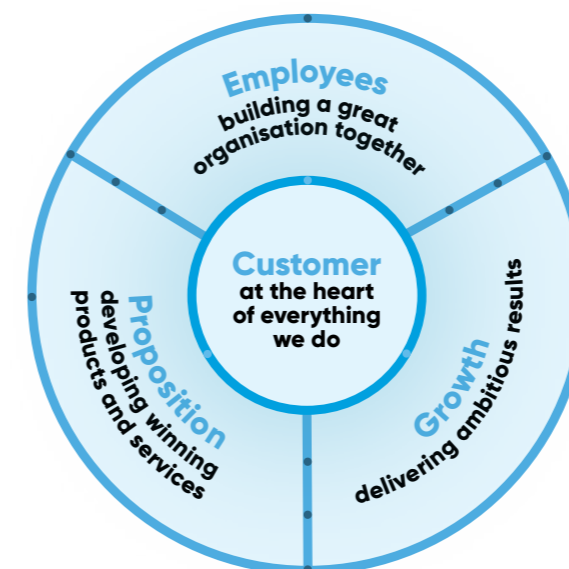 Employees
building a great
organisation together
Customer
at the heart
of everything
we do
Proposition
developing winning
products and services
Growth
delivering ambitious results